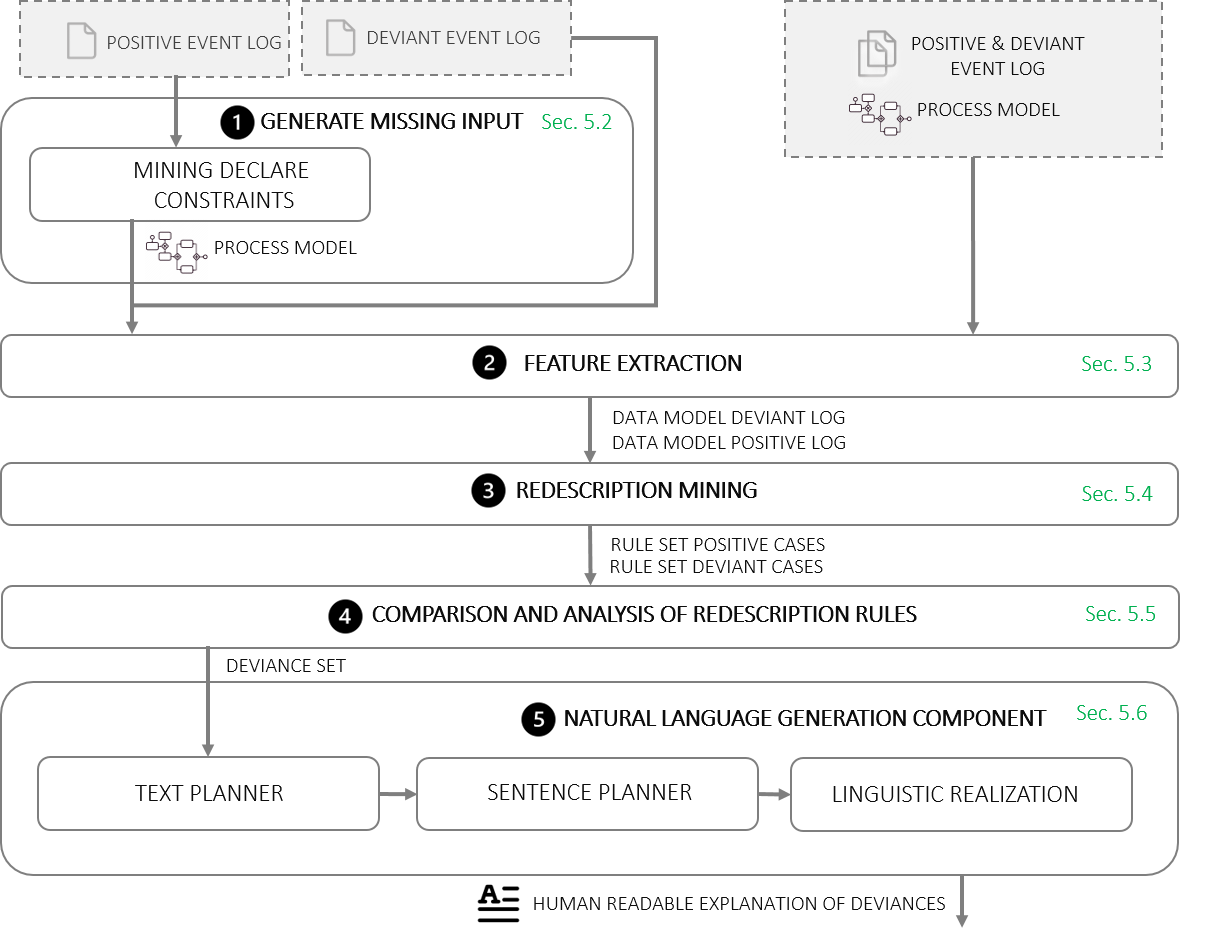 POSITIVE EVENT LOG
DEVIANT EVENT LOG
POSITIVE & DEVIANT
EVENT LOG
PROCESS MODEL
1 GENERATE MISSING INPUT Sec. 5.2
MINING DECLARE
CONSTRAINTS
PROCESS MODEL
2 FEATURE EXTRACTION Sec. 5.3
DATA MODEL DEVIANT LOG
DATA MODEL POSITIVE LOG
3 REDESCRIPTION MINING Sec. 5.4
RULE SET POSITIVE CASES
RULE SET DEVIANT CASES
4 COMPARISON AND ANALYSIS OF REDESCRIPTION RULES Sec. 5.5
DEVIANCE SET
5 NATURAL LANGUAGE GENERATION COMPONENT Sec. 5.6
TEXT PLANNER
SENTENCE PLANNER
LINGUISTIC REALIZATION
A HUMAN READABLE EXPLANATION OF DEVIANCES